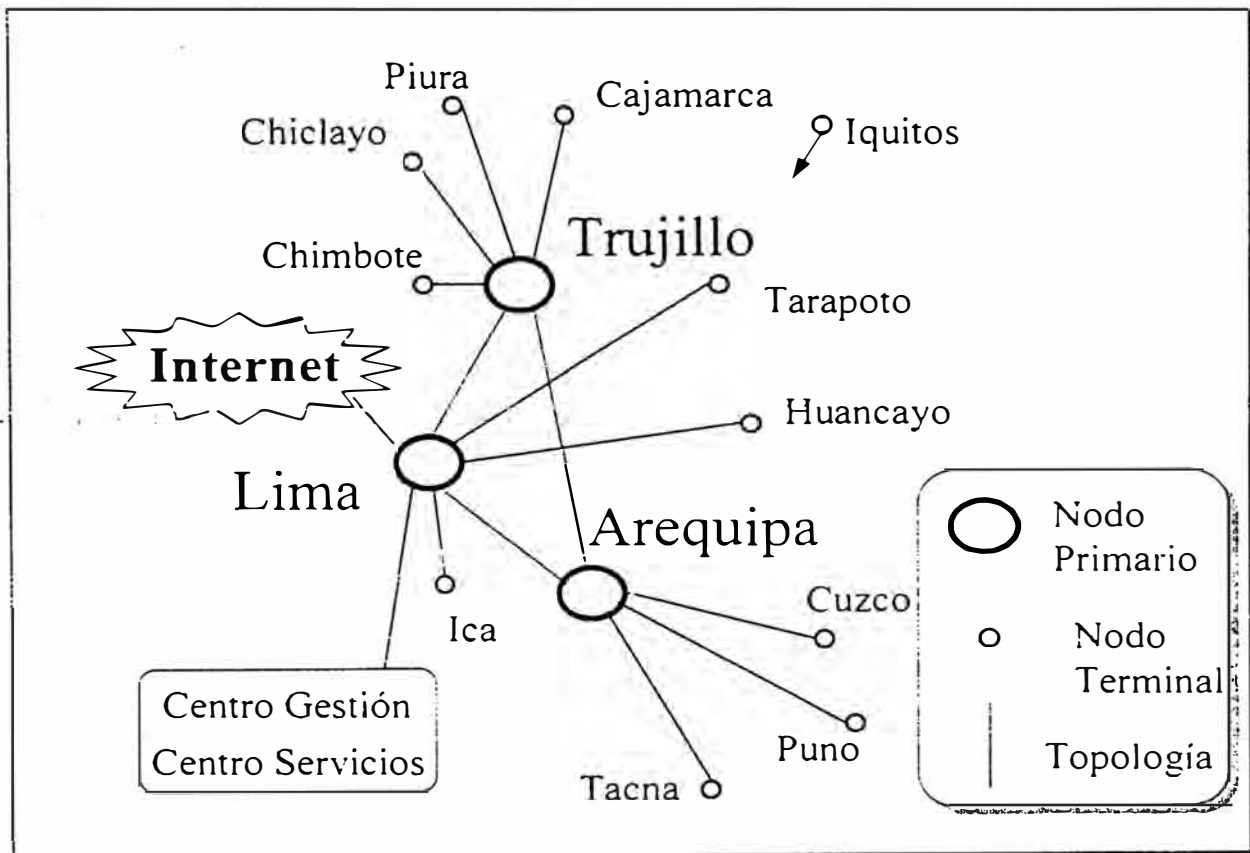 Piura
Cajamarca
Iquitos
Chiclayo
Trujillo
Chimbote
Tarapoto
Internet
Huancayo
Lima
Arequipa
Nodo
Primario
Cuzco
Ica
Nodo
Terminal
Centro Gestión
Centro Servicios
Puno
Topología
Tacna